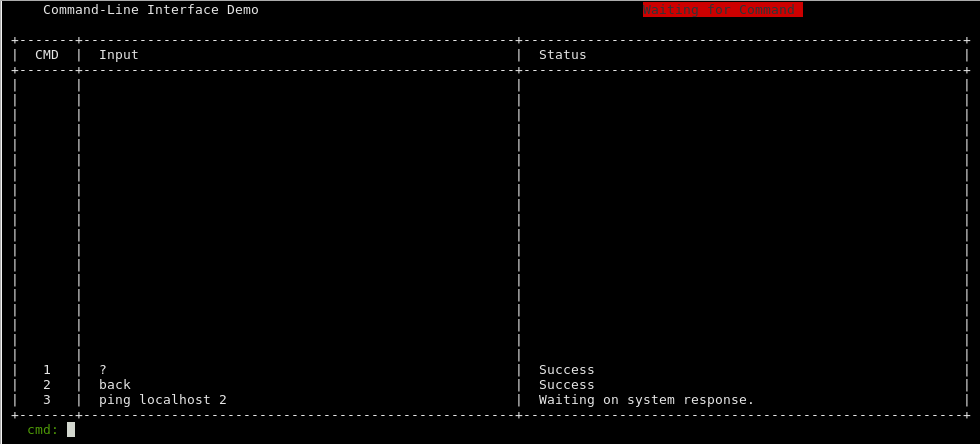 Command-Line Interface Demo Waiting for Command
CMD Input Status
1 ? Success
2 back Success
3 ping localhost 2 Waiting on system response.
cmd: